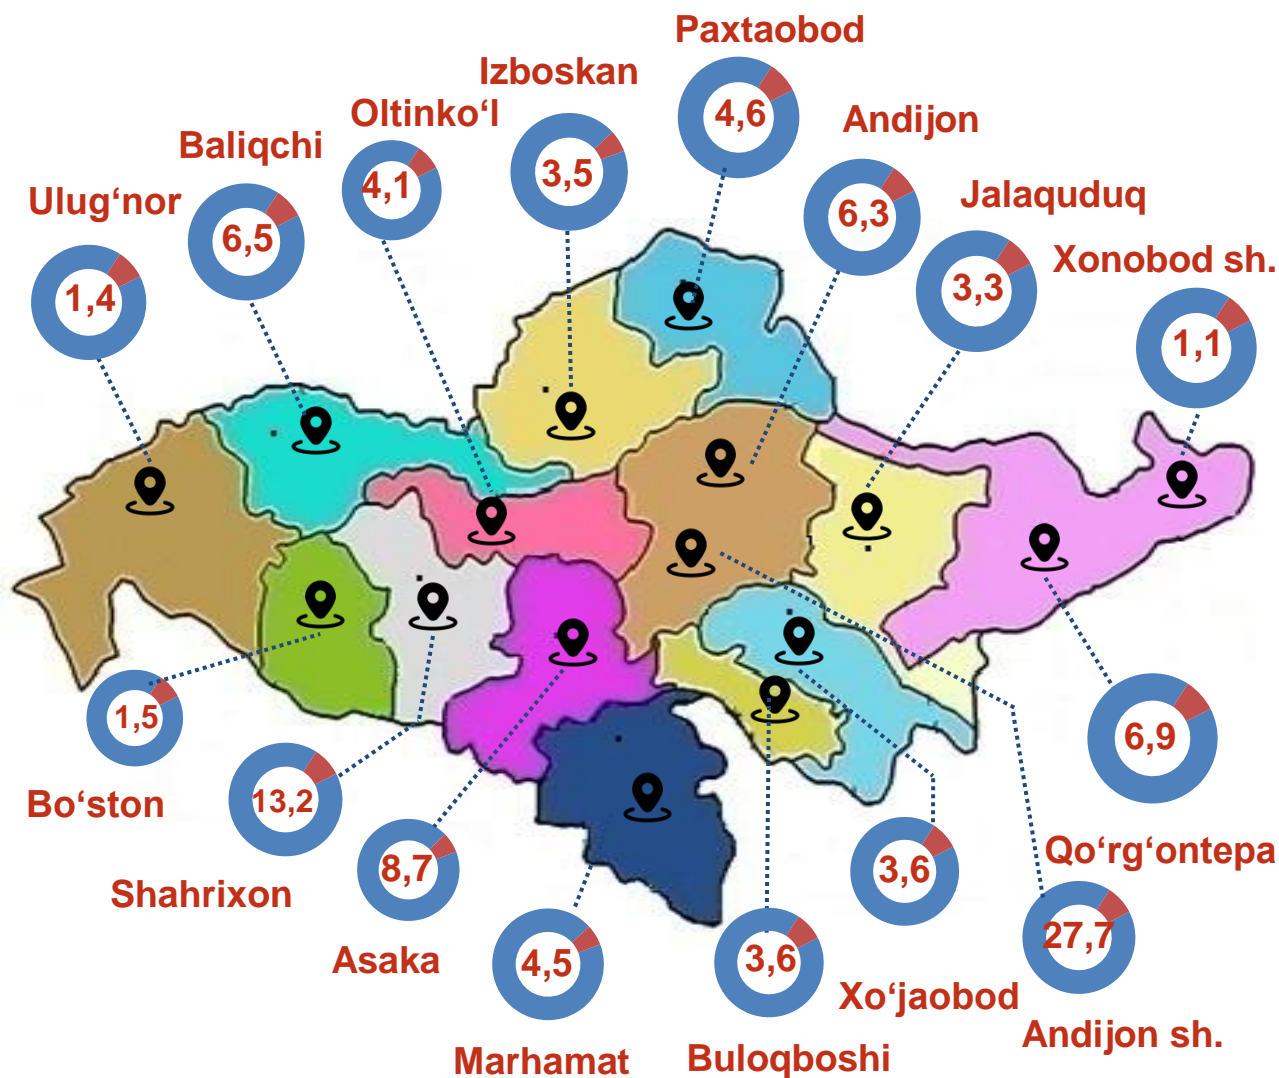 Paxtaobod
4,6
Izboskan
3,5
Oltinko‘l
4,1
Andijon
6,3
Baliqchi
6,5
Jalaquduq
3,3
Ulug‘nor
1,4
Xonobod sh.
1,1
1,5
Bo‘ston
13,2
Shahrixon
8,7
Asaka
4,5
Marhamat
3,6
Buloqboshi
3,6
Xo‘jaobod
6,9
Qo‘rg‘ontepa
27,7
Andijon sh.